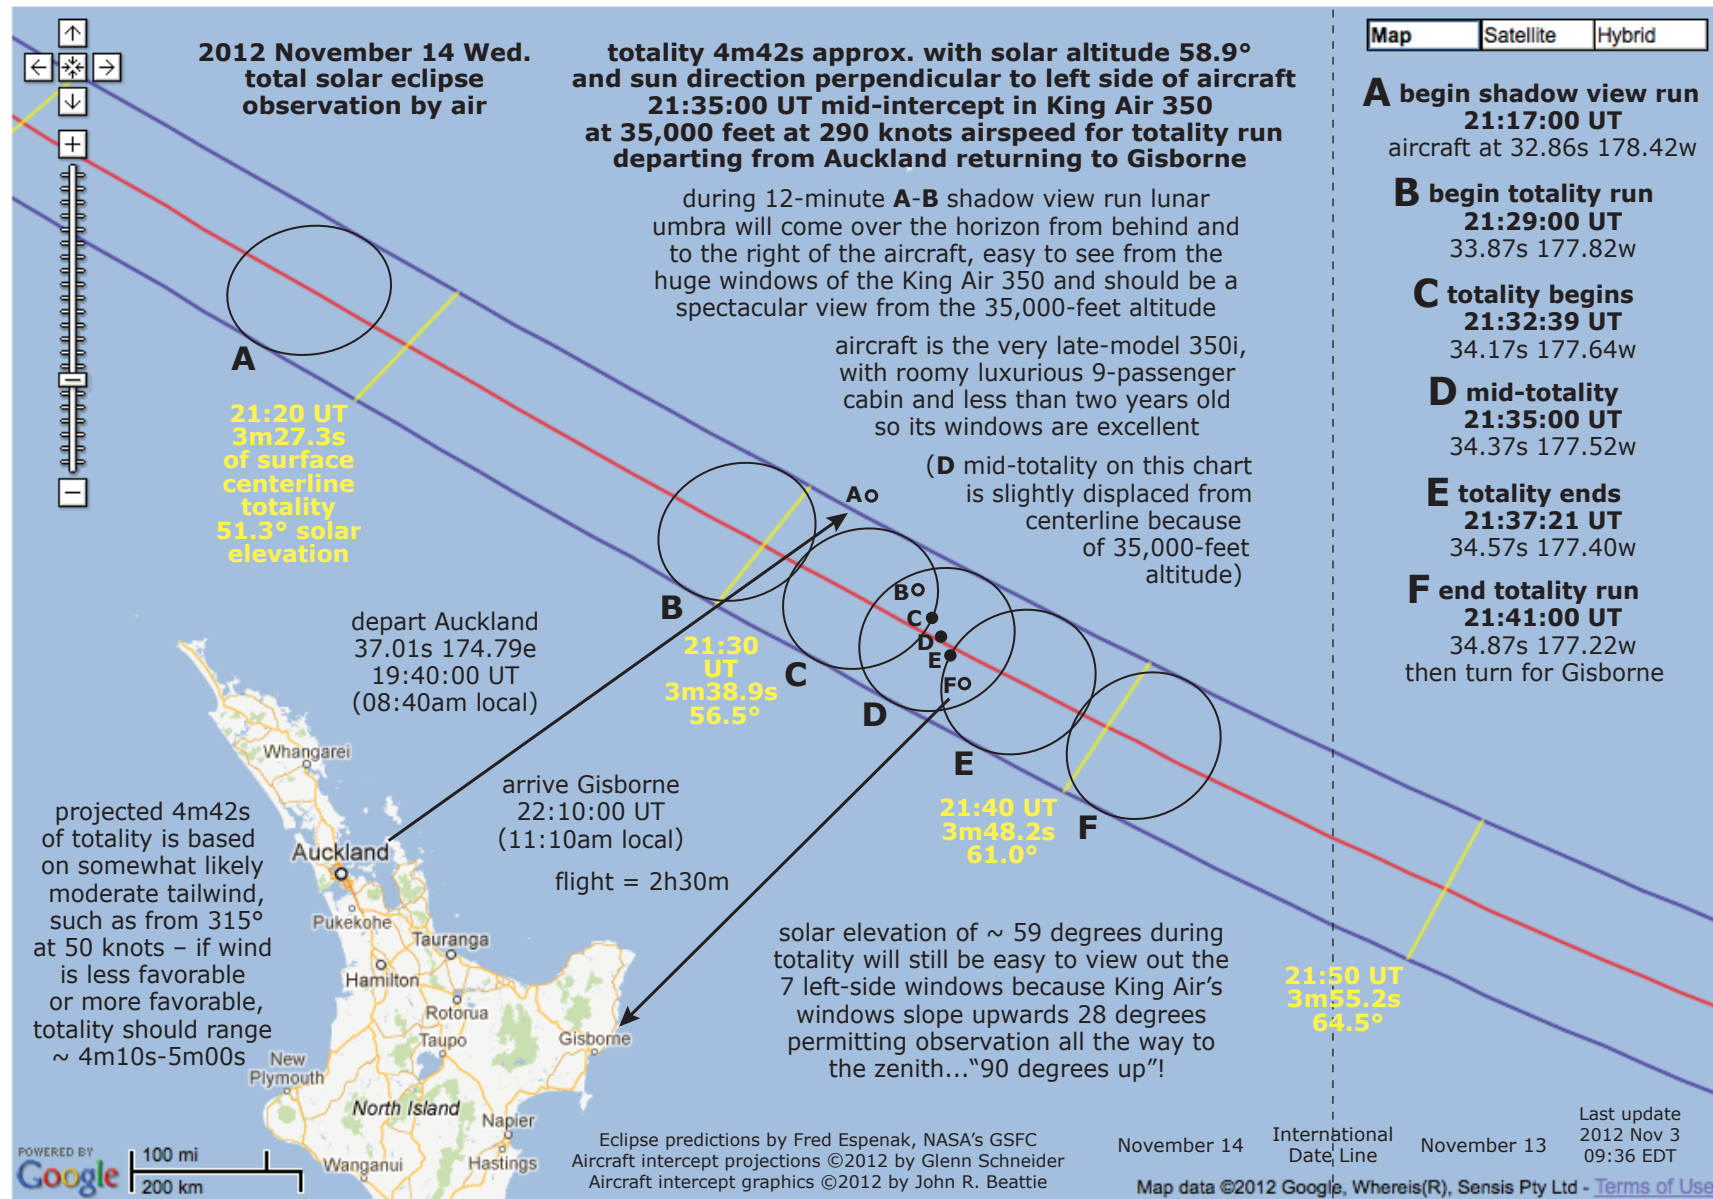 2012 November 14 Wed.
total solar eclipse
observation by air
totality 4m42s approx. with solar altitude 58.9°
and sun direction perpendicular to left side of aircraft
21:35:00 UT mid-intercept in King Air 350
at 35,000 feet at 290 knots airspeed for totality run
departing from Auckland returning to Gisborne
during 12-minute A-B shadow view run lunar
umbra will come over the horizon from behind and
to the right of the aircraft, easy to see from the
huge windows of the King Air 350 and should be a
spectacular view from the 35,000-feet altitude
aircraft is the very late-model 350i,
with roomy luxurious 9-passenger
cabin and less than two years old
so its windows are excellent
(D mid-totality on this chart
is slightly displaced from
centerline because
of 35,000-feet
altitude)
Map
Satellite
Hybrid
A begin shadow view run
21:17:00 UT
aircraft at 32.86s 178.42w
B begin totality run
21:29:00 UT
33.87s 177.82w
C totality begins
21:32:39 UT
34.17s 177.64w
D mid-totality
21:35:00 UT
34.37s 177.52w
E totality ends
21:37:21 UT
34.57s 177.40w
F end totality run
21:41:00 UT
34.87s 177.22w
then turn for Gisborne
A
21:20 UT
3m27.3s
of surface
centerline
totality
51.3° solar
elevation
B
21:30
UT
3m38.9s
56.5°
C
D
E
21:40 UT
3m48.2s
61.0°
F
21:50 UT
3m55.2s
64.5°
A
B
C
D
E
F
depart Auckland
37.01s 174.79e
19:40:00 UT
(08:40am local)
arrive Gisborne
22:10:00 UT
(11:10am local)
flight = 2h30m
projected 4m42s
of totality is based
on somewhat likely
moderate tailwind,
such as from 315°
at 50 knots – if wind
is less favorable
or more favorable,
totality should range
~ 4m10s-5m00s
solar elevation of ~ 59 degrees during
totality will still be easy to view out the
7 left-side windows because King Air’s
windows slope upwards 28 degrees
permitting observation all the way to
the zenith...“90 degrees up”!
Whangarei
Auckland
Pukekohe
Tauranga
Hamilton
Rotorua
Taupo
Gisborne
New
Plymouth
North Island
Napier
Wanganui
Hastings
POWERED BY
Google
100 mi
200 km
Eclipse predictions by Fred Espenak, NASA’s GSFC
Aircraft intercept projections ©2012 by Glenn Schneider
Aircraft intercept graphics ©2012 by John R. Beattie
November 14
International
Date Line
November 13
Last update
2012 Nov 3
09:36 EDT
Map data ©2012 Google, Whereis(R), Sensis Pty Ltd - Terms of Use